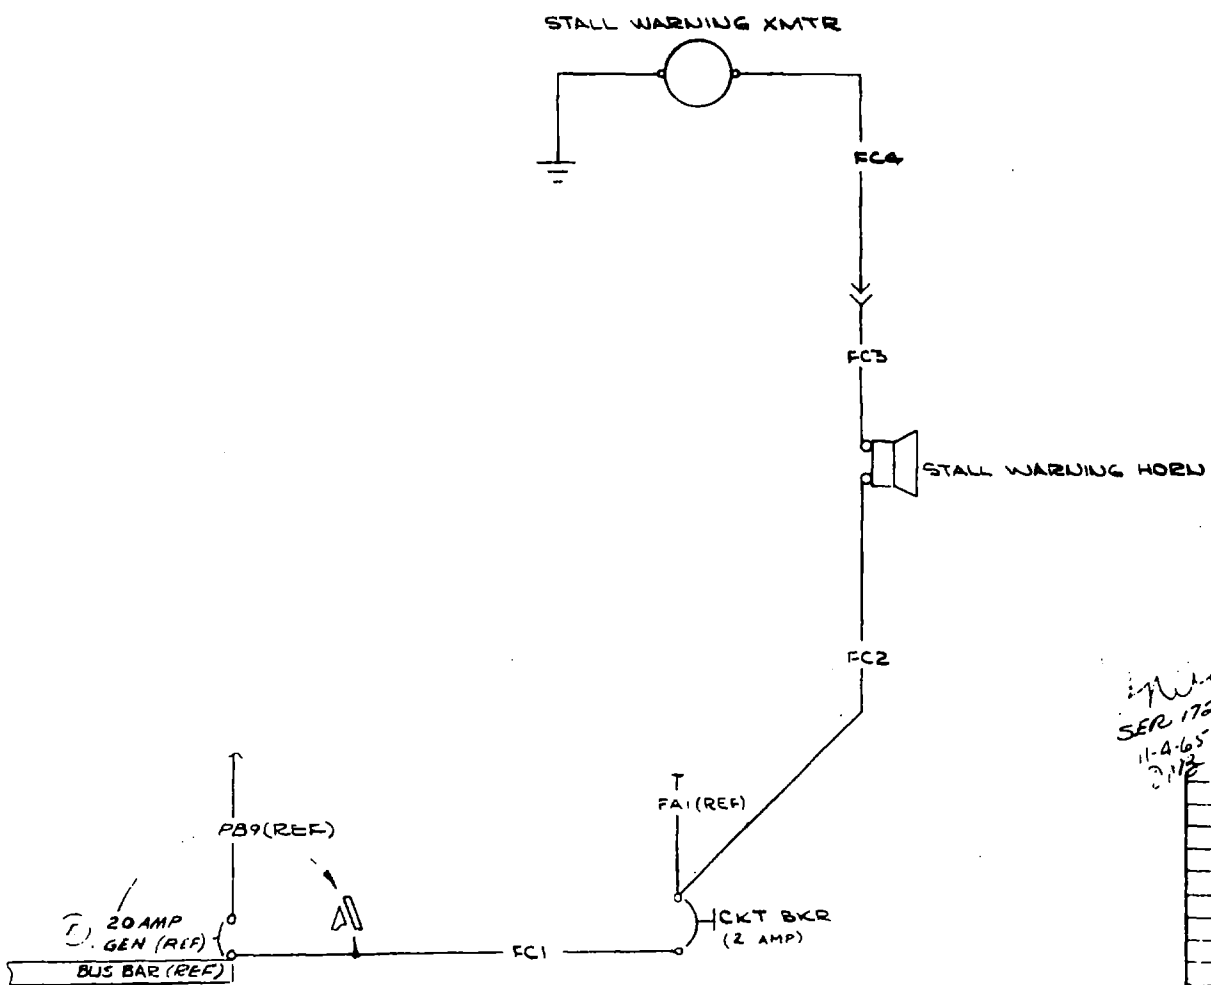 STALL WARNING XMTR
FC4
FC3
STALL WARNING HORN
FC2
SER 172
11-4-65
FA1 (REF)
PB9 (REF)
20 AMP
GEN (REF)
CKT BKR
(2 AMP)
FC1
BUS BAR (REF)